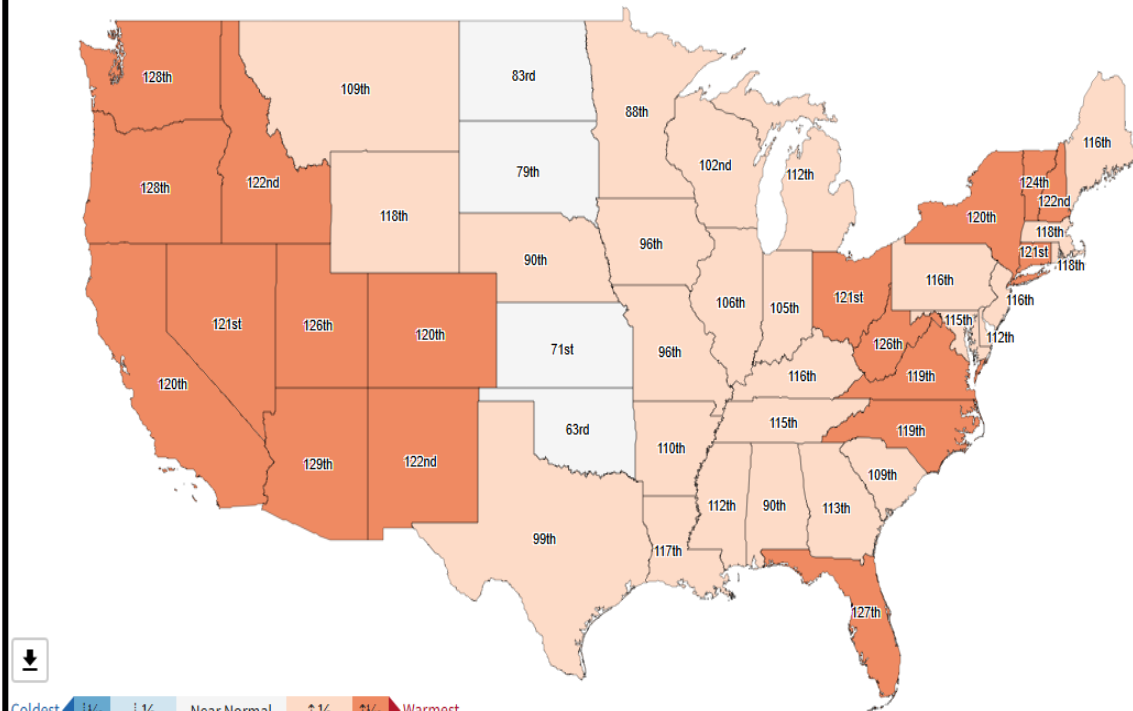 128th
109th
83rd
88th
116th
102nd
112th
128th
122nd
79th
124th
122nd
120th
118th
118th
121st
118th
96th
90th
116th
116th
106th
105th
121st
115th
112th
121st
126th
120th
126th
71st
96th
119th
116th
120th
115th
63rd
119th
110th
129th
122nd
109th
112th
90th
113th
99th
117th
127th
Coldest
Near Normal
Warmest